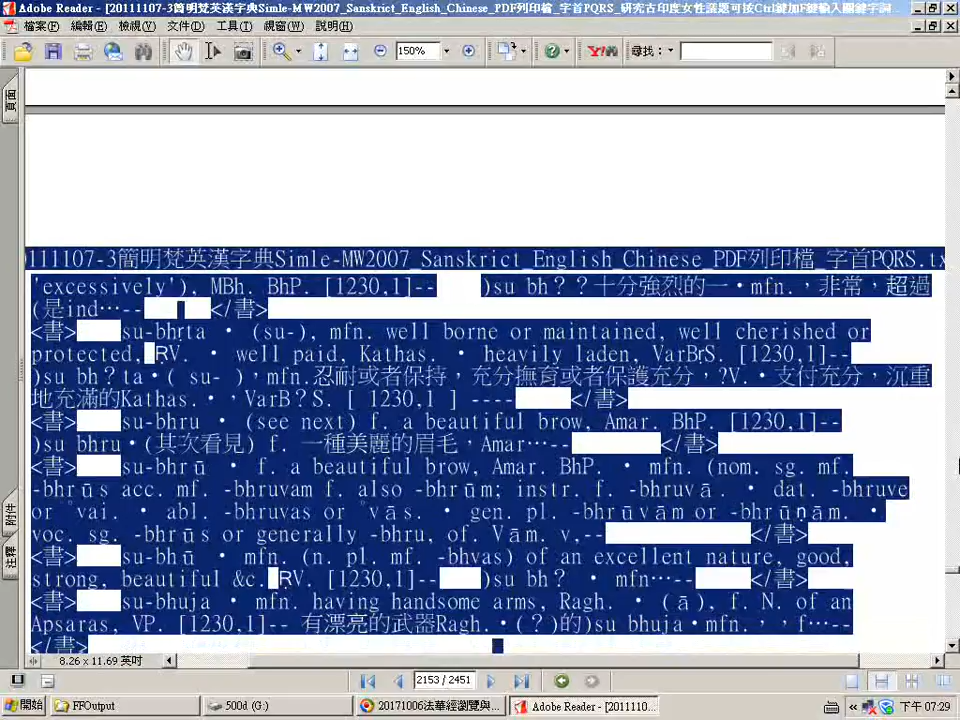 Adobe Reader - [20111107-3簡明梵英漢字典Simle-MW2007_Sanskrict_English_Chinese_PDF列印檔_字首PQRS_研究古印度女性議題可按Ctrl鍵加F鍵輸入關鍵字詞
檔案(F) 編輯(E) 檢視(V) 文件(D) 工具(T) 視窗(W) 說明(H)
150% 尋找:
頁面
111107-3簡明梵英漢字典Simle-MW2007_Sanskrict_English_Chinese_PDF列印檔_字首PQRS.tx
'excessively'), MBh. BhP. [1230,1]-- )su bh？？十分強烈的一‧mfn.，非常，超過
(是ind…-- </書>
<書> su-bhṛta ‧ (su-), mfn. well borne or maintained, well cherished or
protected, RV. ‧ well paid, Kathas. ‧ heavily laden, VarBṛS. [1230,1]--
)su bh？ta‧( su- )，mfn.忍耐或者保持，充分撫育或者保護充分，?V.‧支付充分，沉重
地充滿的Kathas.‧，VarB？S. [ 1230,1 ] ---- </書>
<書> su-bhru ‧ (see next) f. a beautiful brow, Amar. BhP. [1230,1]--
)su bhru‧(其次看見) f. 一種美麗的眉毛，Amar…-- </書>
<書> su-bhrū ‧ f. a beautiful brow, Amar. BhP. ‧ mfn. (nom. sg. mf.
-bhrūs acc. mf. -bhruvam f. also -bhrūm; instr. f. -bhruvā. ‧ dat. -bhruve
or °vai. ‧ abl. -bhruvas or °vās. ‧ gen. pl. -bhrūvām or -bhrūṇām. ‧
voc. sg. -bhrūs or generally -bhru, of. Vām. v,-- </書>
<書> su-bhū ‧ mfn. (n. pl. mf. -bhvas) of an excellent nature, good,
strong, beautiful &c. RV. [1230,1]-- )su bh？ ‧ mfn…-- </書>
<書> su-bhuja ‧ mfn. having handsome arms, Ragh. ‧ (ā), f. N. of an
Apsaras, VP. [1230,1]-- 有漂亮的武器Ragh.‧(？)的)su bhuja‧mfn.，，f…--
</書>
附件
注釋
8.26 x 11.69 英吋
2153 / 2451
開始 FFOutput 500d (G:) 20171006法華經瀏覽與... Adobe Reader - [2011110... 下午 07:29